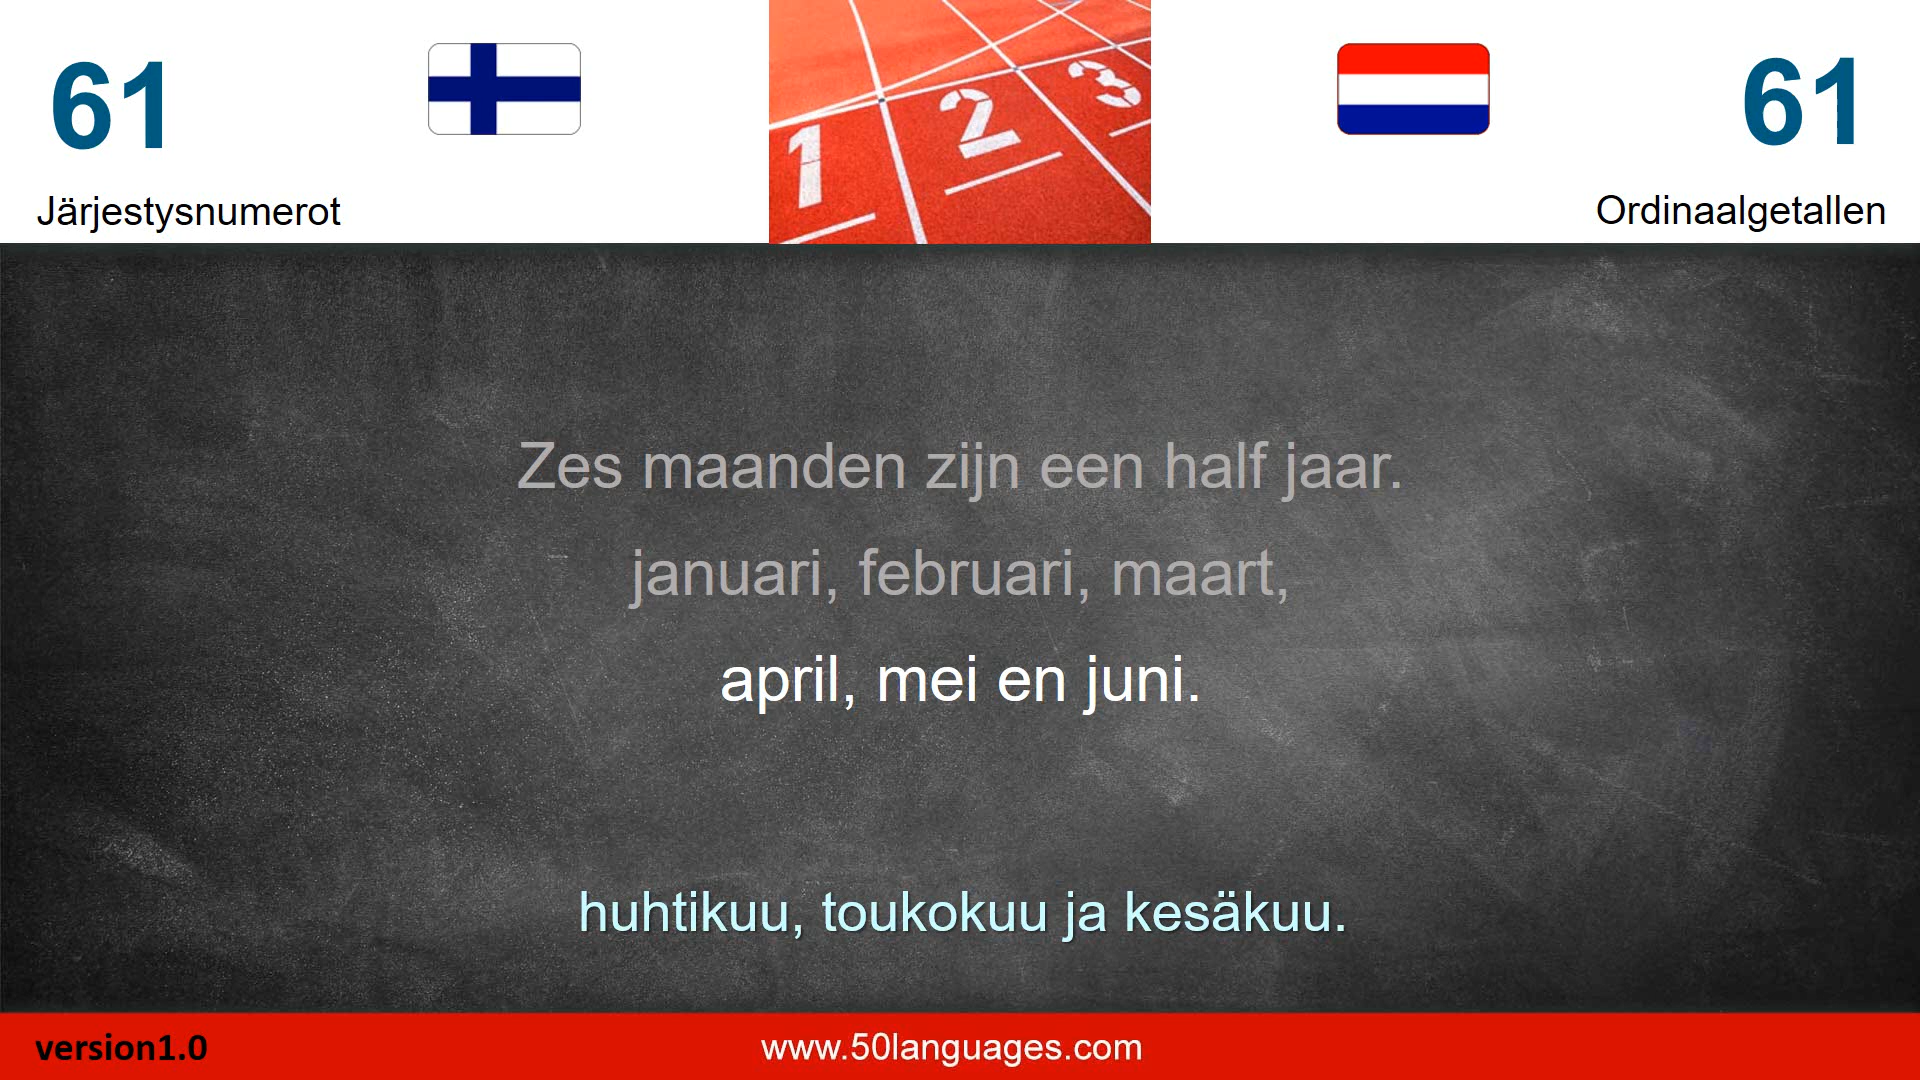 61
61
1 2 3
Järjestysnumerot
Ordinaalgetallen
Zes maanden zijn een half jaar.
januari, februari, maart,
april, mei en juni.
huhtikuu, toukokuu ja kesäkuu.
version1.0
www.50languages.com